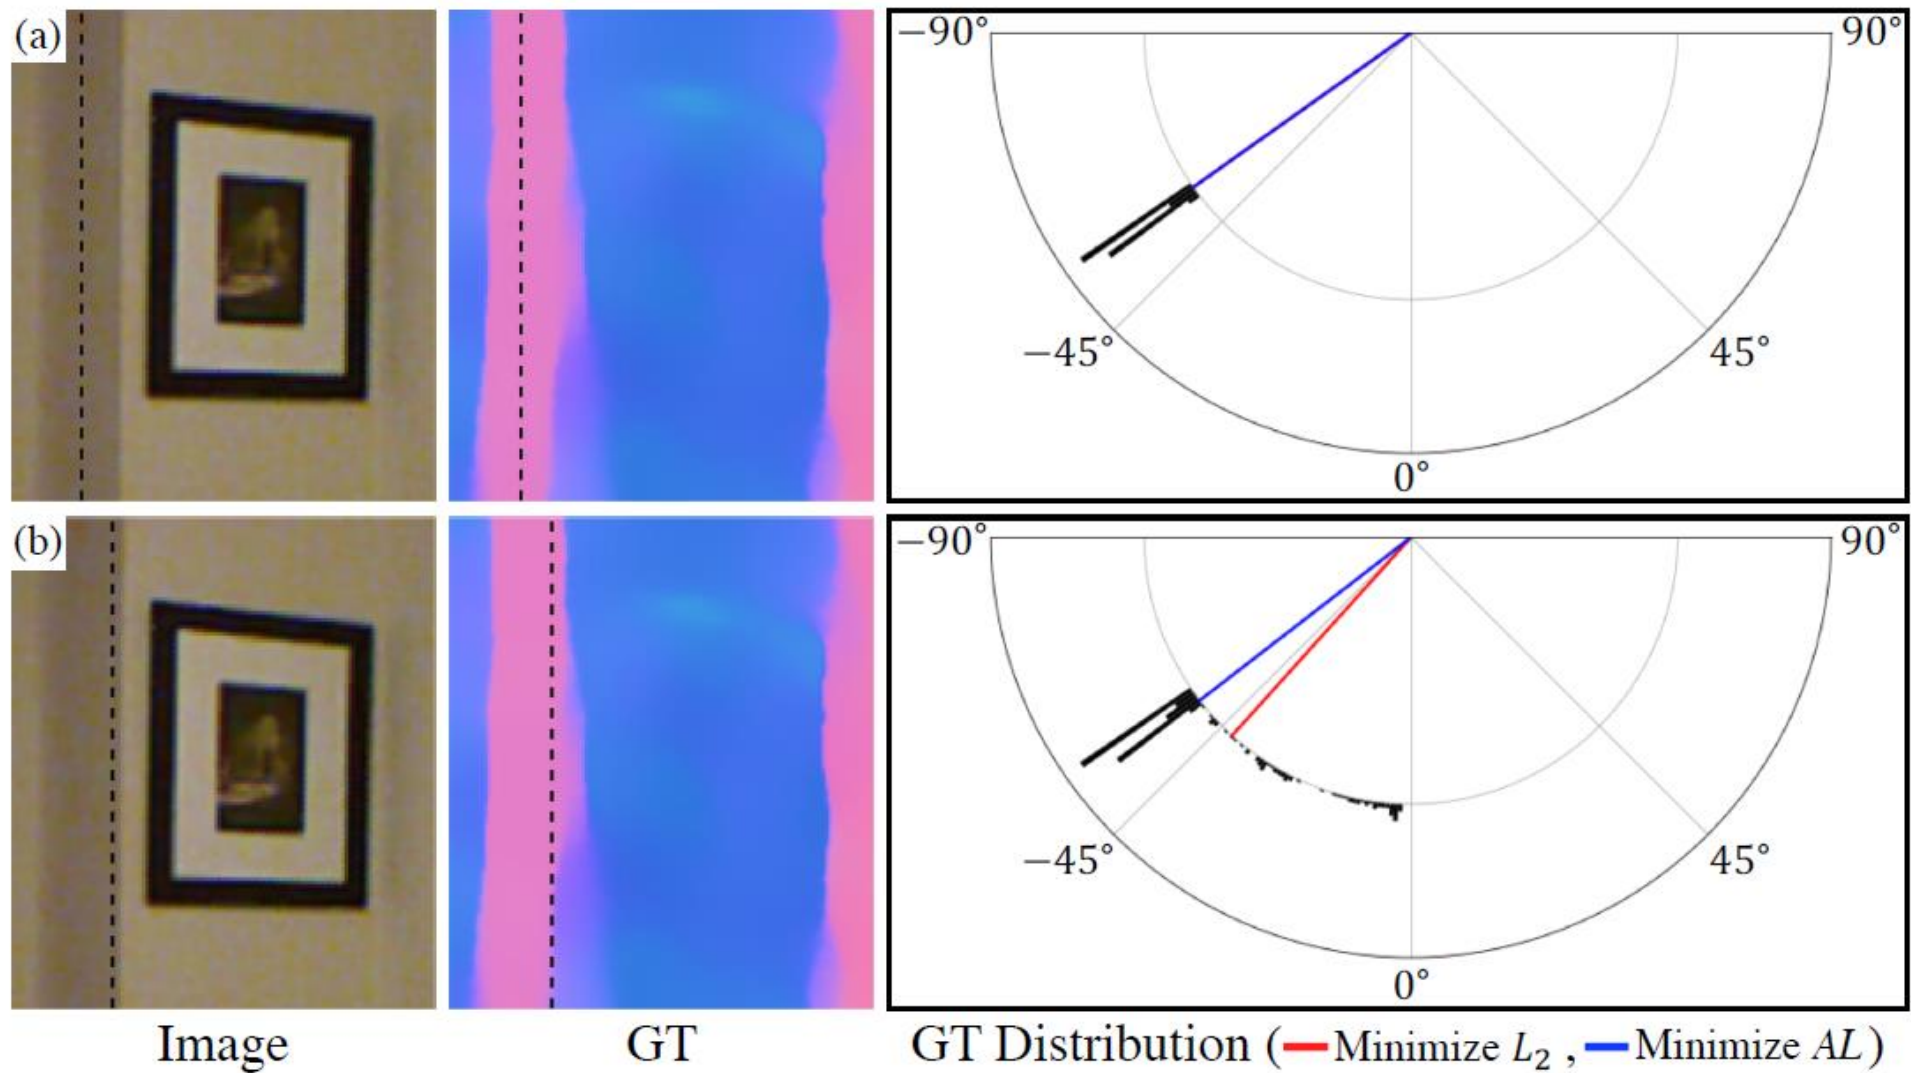 (a)
−90°
90°
−45°
45°
0°
(b)
−90°
90°
−45°
45°
0°
Image
GT
GT Distribution (Minimize L₂ , Minimize AL)